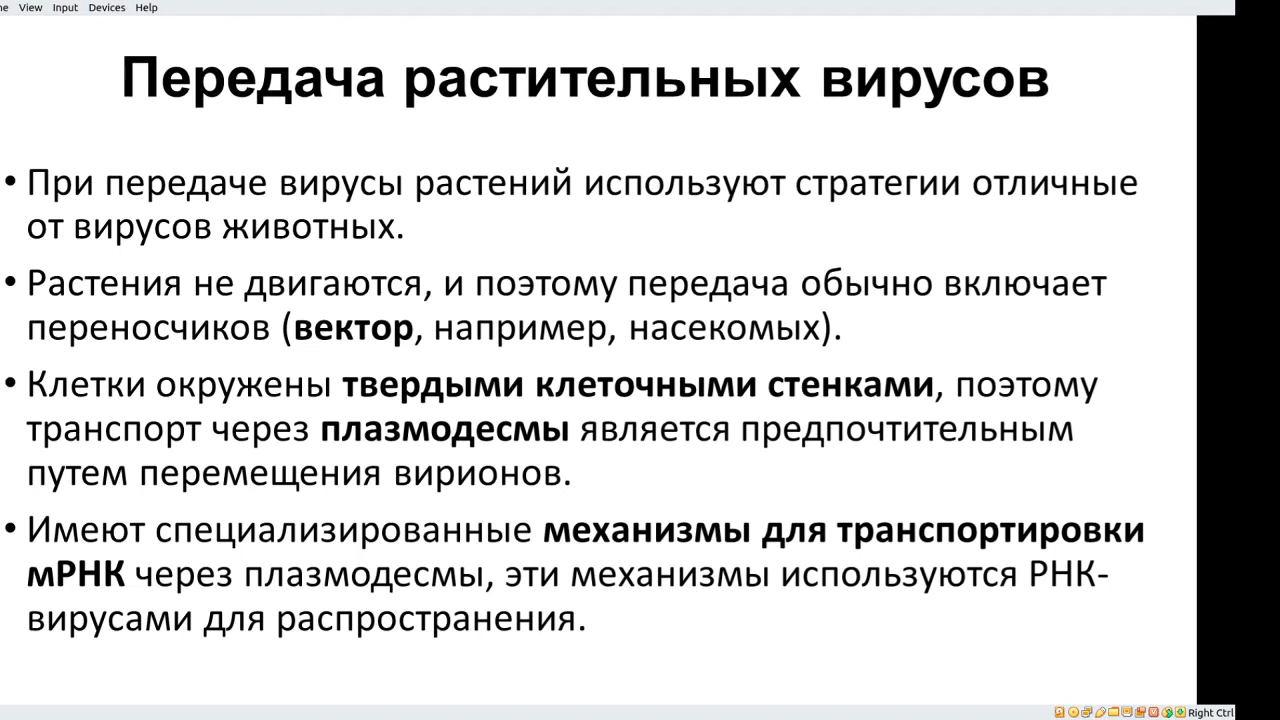 View Input Devices Help
Передача растительных вирусов
• При передаче вирусы растений используют стратегии отличные
от вирусов животных.
• Растения не двигаются, и поэтому передача обычно включает
переносчиков (вектор, например, насекомых).
• Клетки окружены твердыми клеточными стенками, поэтому
транспорт через плазмодесмы является предпочтительным
путем перемещения вирионов.
• Имеют специализированные механизмы для транспортировки
мРНК через плазмодесмы, эти механизмы используются РНК-
вирусами для распространения.
Right Ctrl